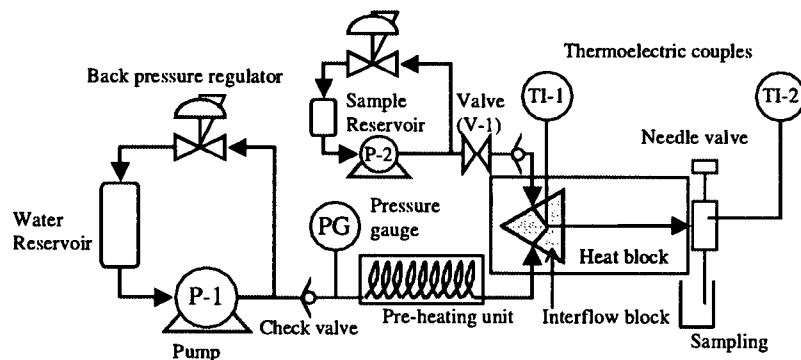 Thermoelectric couples
Back pressure regulator
Sample
Reservoir
Valve
(V-1)
TI-1
TI-2
P-2
Needle valve
Water
Reservoir
PG
Pressure
gauge
Heat block
P-1
Check valve
Pre-heating unit
Interflow block
Pump
Sampling